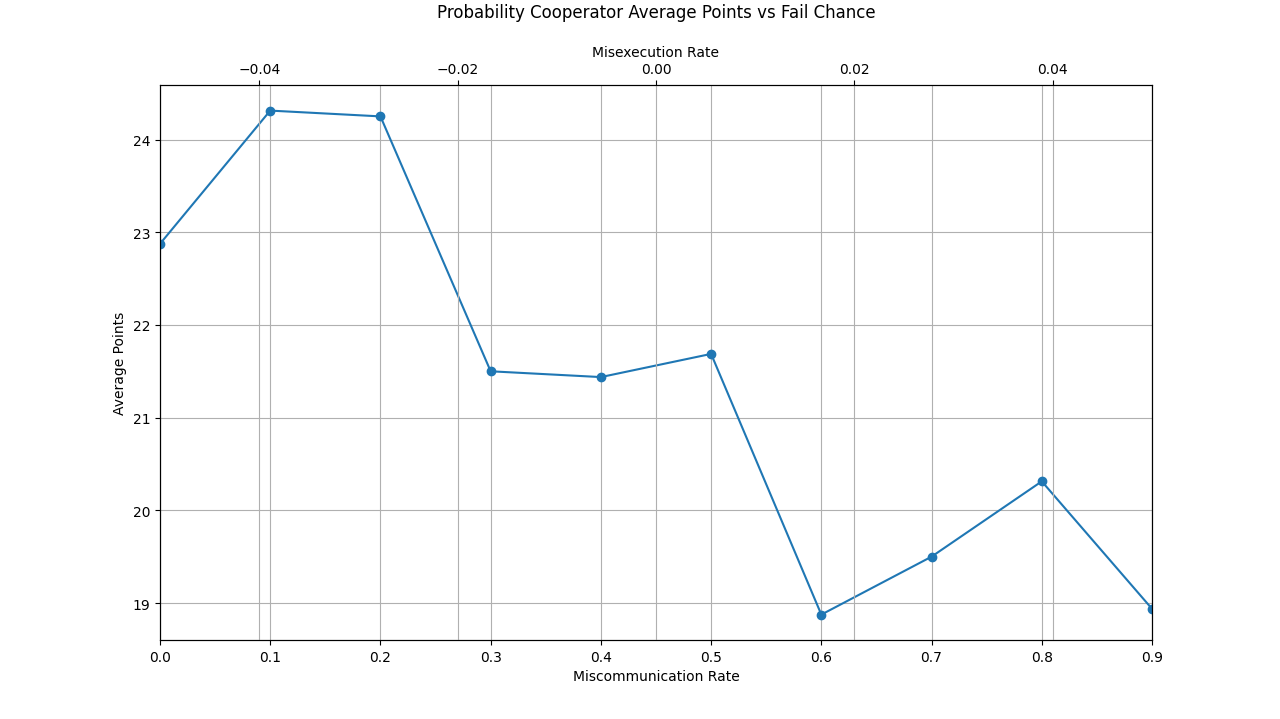 Probability Cooperator Average Points vs Fail Chance
Misexecution Rate
−0.04 −0.02 0.00 0.02 0.04
24
23
22
21
20
19
Average Points
0.0 0.1 0.2 0.3 0.4 0.5 0.6 0.7 0.8 0.9
Miscommunication Rate